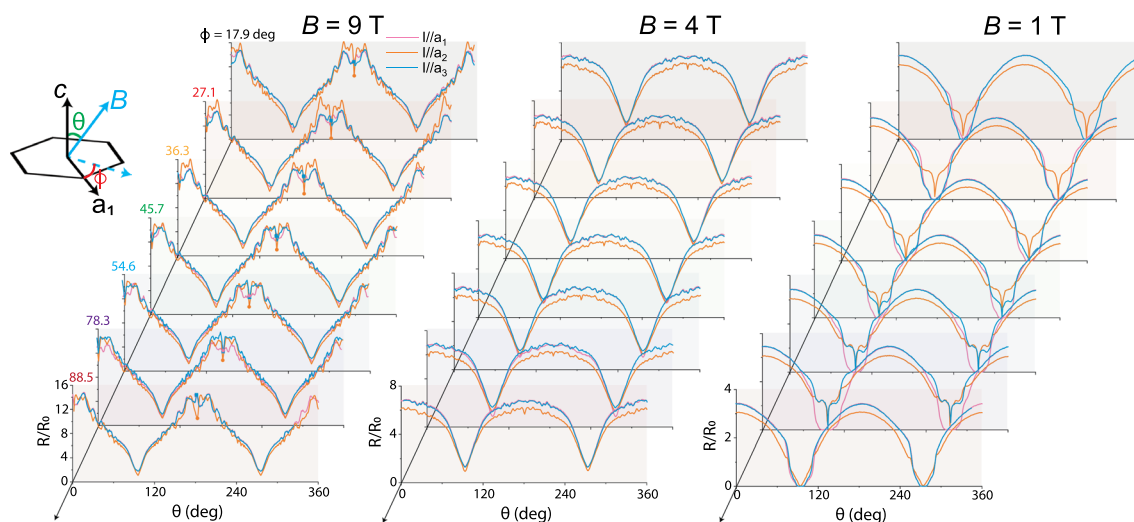 B = 9 T
B = 4 T
B = 1 T
ϕ = 17.9 deg
I//a₁
I//a₂
I//a₃
c
B
θ
ϕ
a₁
27.1
36.3
45.7
54.6
78.3
88.5
16
12
8
4
0
R/R₀
0
120
240
360
θ (deg)
8
4
0
R/R₀
0
120
240
360
θ (deg)
4
2
0
R/R₀
0
120
240
360
θ (deg)